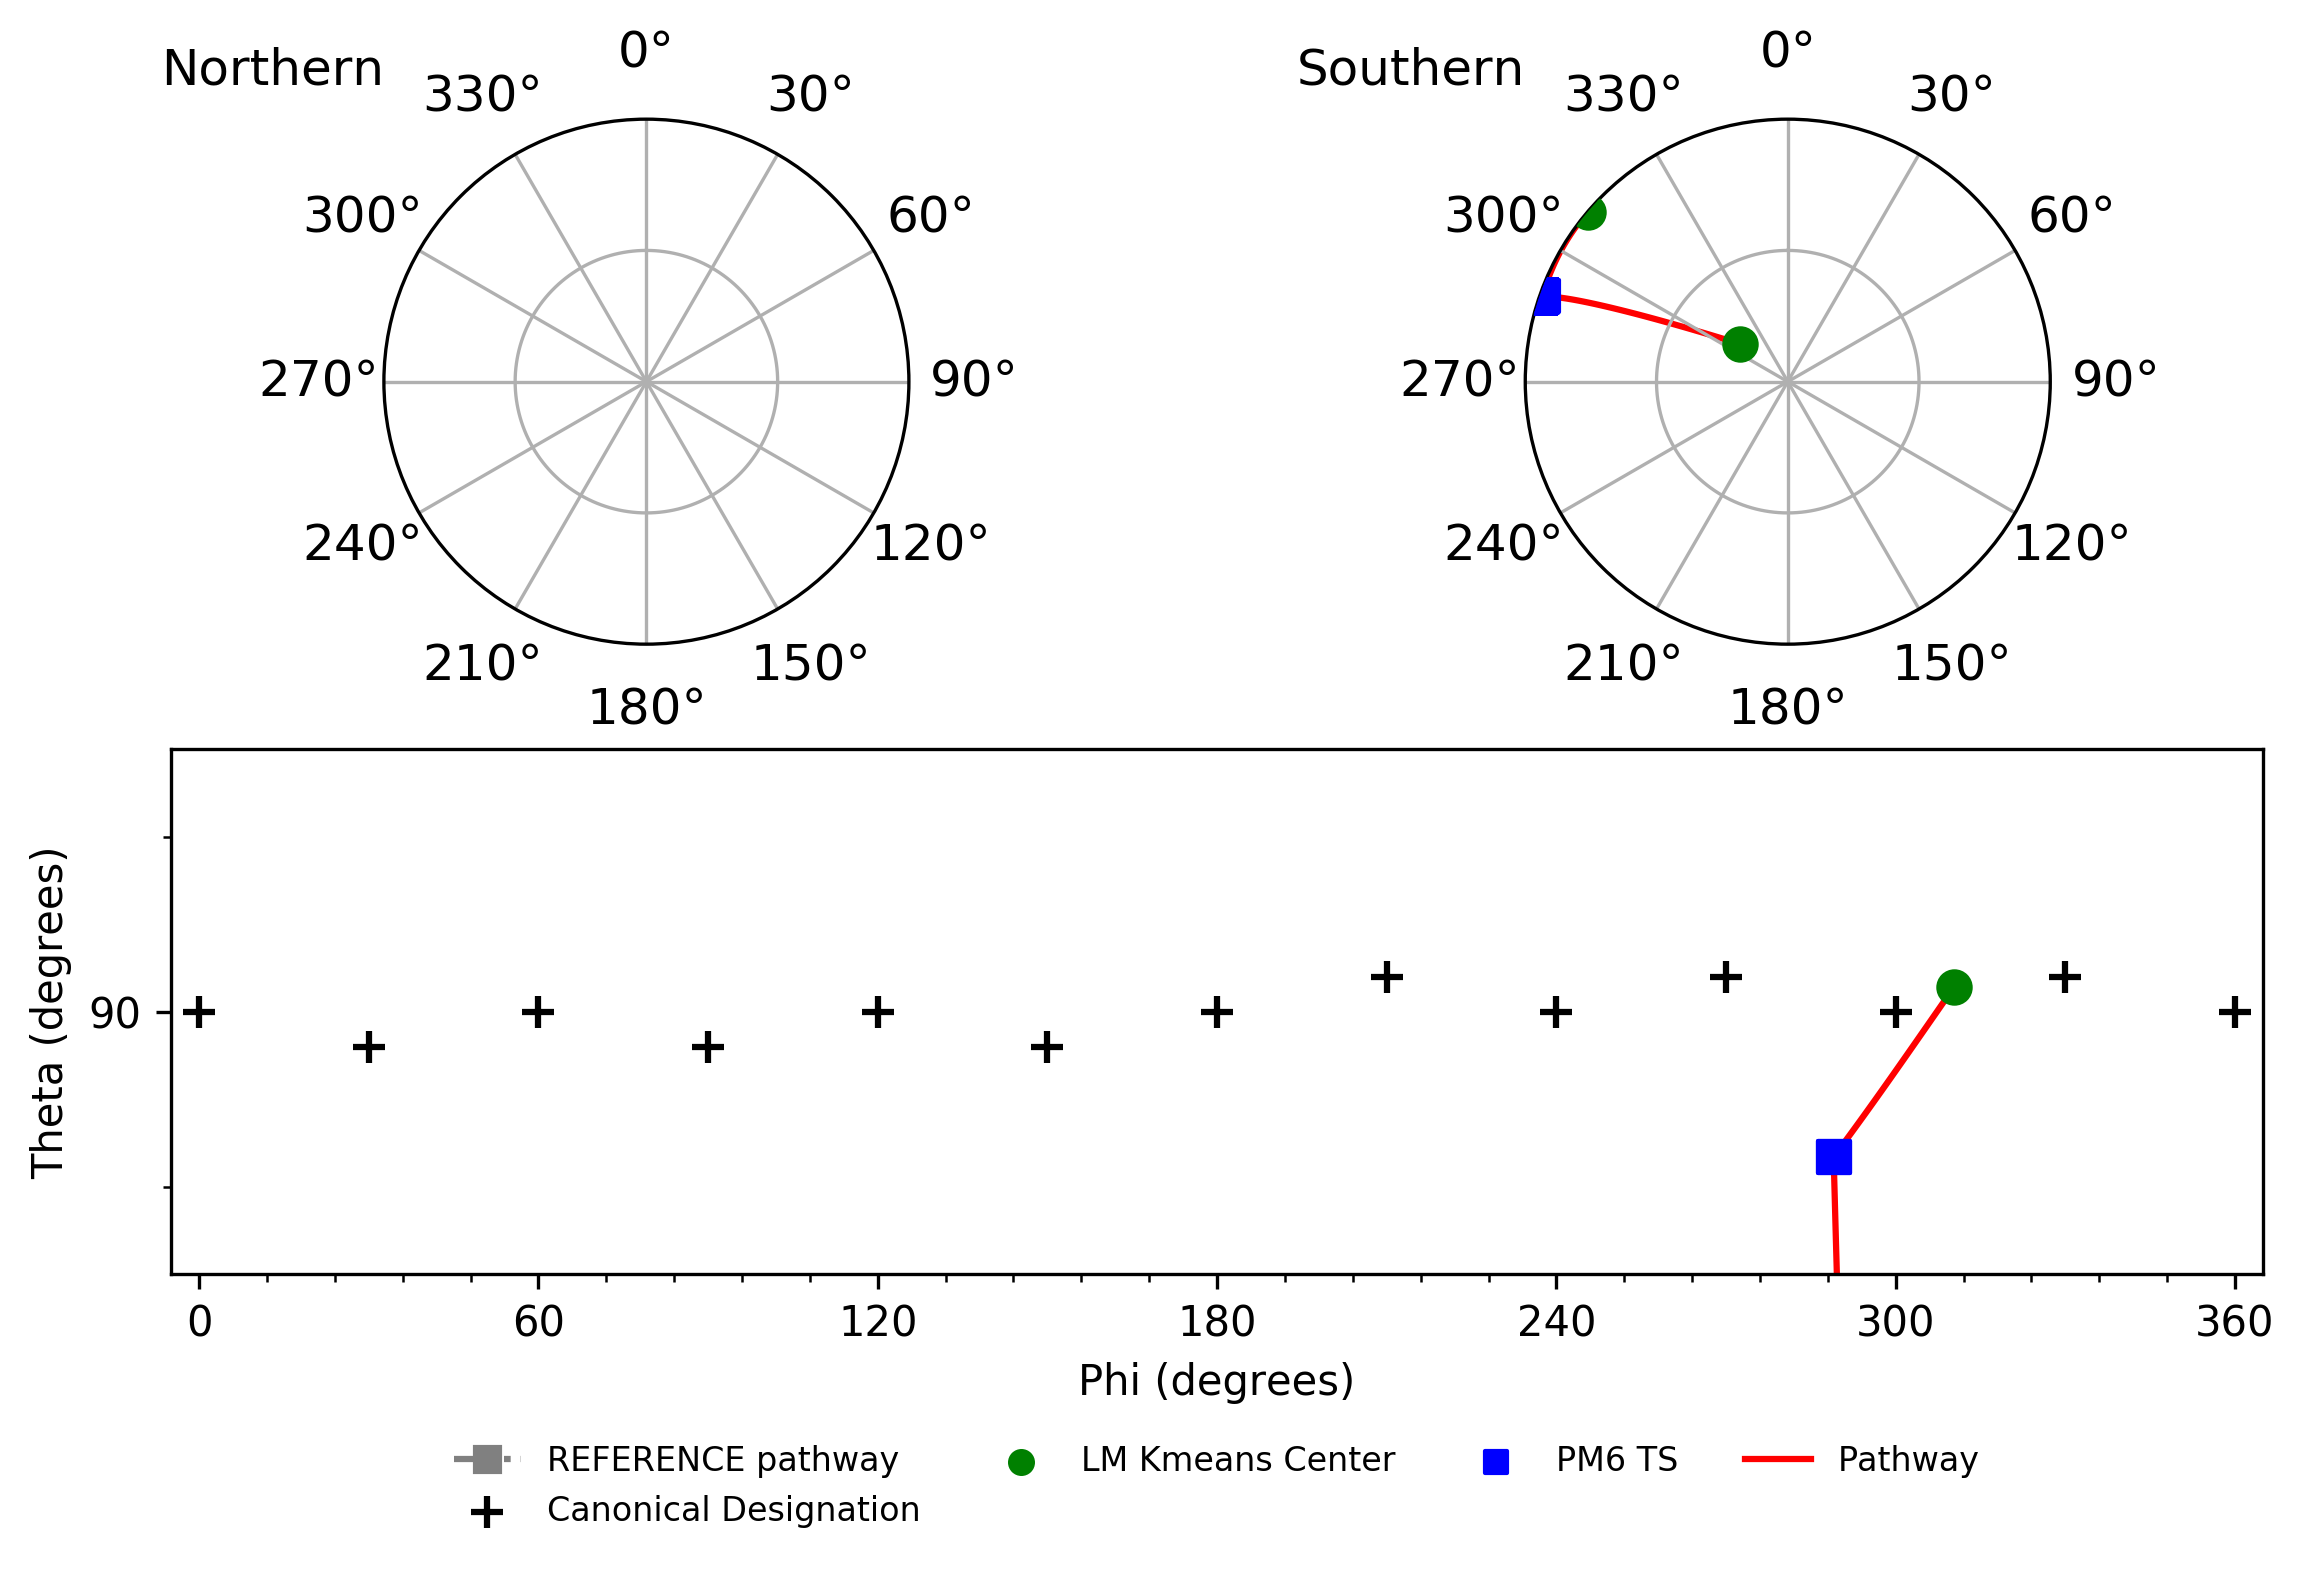 Northern
0°
330°
30°
300°
60°
270°
90°
240°
120°
210°
150°
180°
Southern
0°
330°
30°
300°
60°
270°
90°
240°
120°
210°
150°
180°
Theta (degrees)
90
0 60 120 180 240 300 360
Phi (degrees)
REFERENCE pathway
Canonical Designation
LM Kmeans Center
PM6 TS
Pathway